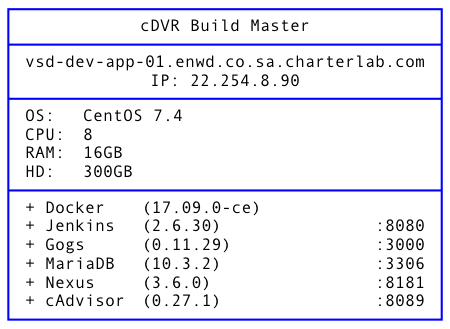 cDVR Build Master
vsd-dev-app-01.enwd.co.sa.charterlab.com
IP: 22.254.8.90
OS: CentOS 7.4
CPU: 8
RAM: 16GB
HD: 300GB
+ Docker (17.09.0-ce)
+ Jenkins (2.6.30) :8080
+ Gogs (0.11.29) :3000
+ MariaDB (10.3.2) :3306
+ Nexus (3.6.0) :8181
+ cAdvisor (0.27.1) :8089